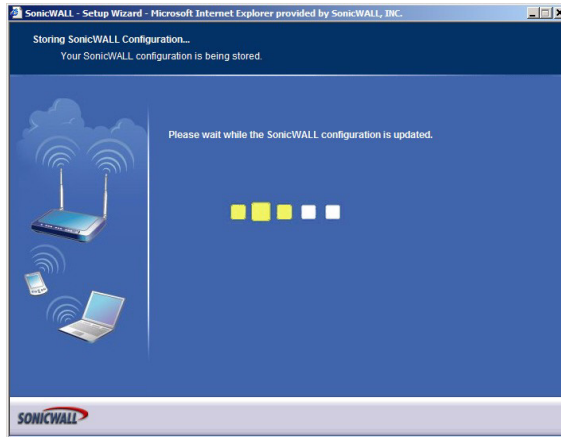 SonicWALL - Setup Wizard - Microsoft Internet Explorer provided by SonicWALL, INC.
Storing SonicWALL Configuration...
Your SonicWALL configuration is being stored.
Please wait while the SonicWALL configuration is updated.
SONICWALL